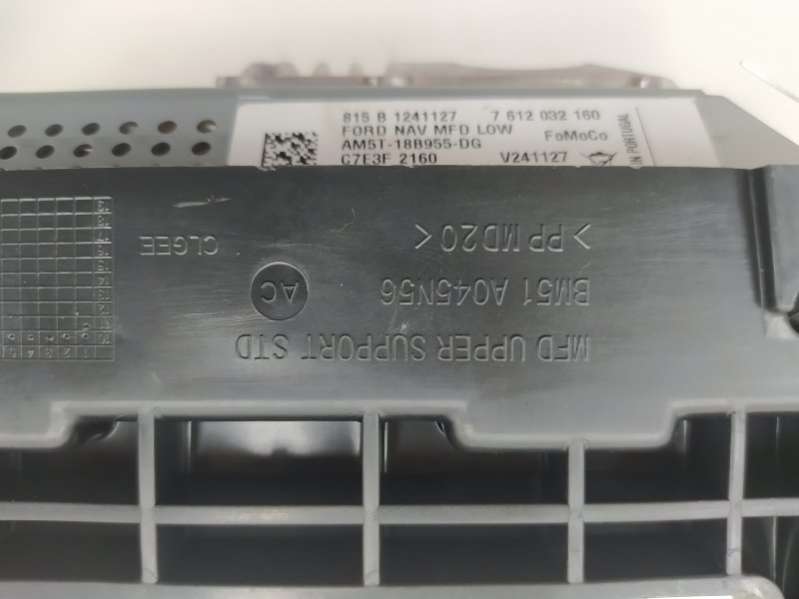 815 B 1241127 7 612 032 160
FORD NAV MFD LOW FoMoCo
AM5T-18B955-DG
C7E3F 2160 V241127
IN PORTUGAL
MFD UPPER SUPPORT STD
BM51 A045N56 AC
>PP MD20< CLGEE